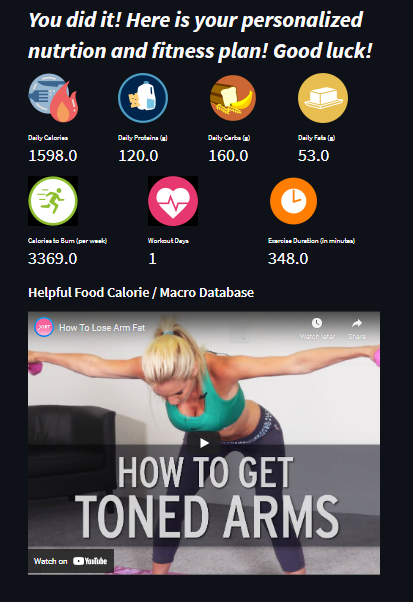 You did it! Here is your personalized
nutrtion and fitness plan! Good luck!
Daily Calories
Daily Proteins (g)
Daily Carbs (g)
Daily Fats (g)
1598.0
120.0
160.0
53.0
Calories to Burn (per week)
Workout Days
Exercise Duration (in minutes)
3369.0
1
348.0
Helpful Food Calorie / Macro Database
How To Lose Arm Fat
Watch later
Share
HOW TO GET
TONED ARMS
Watch on YouTube